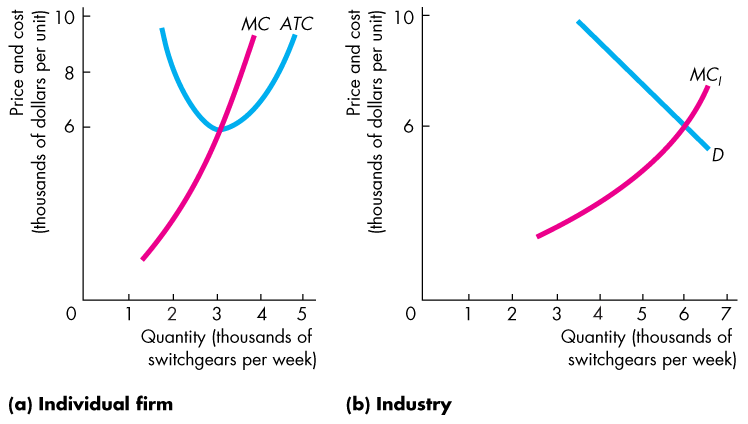 Price and cost
(thousands of dollars per unit)
10
8
6
0
MC ATC
1 2 3 4 5
Quantity (thousands of
switchgears per week)
(a) Individual firm
Price and cost
(thousands of dollars per unit)
10
6
0
MCI
D
1 2 3 4 5 6 7
Quantity (thousands of
switchgears per week)
(b) Industry